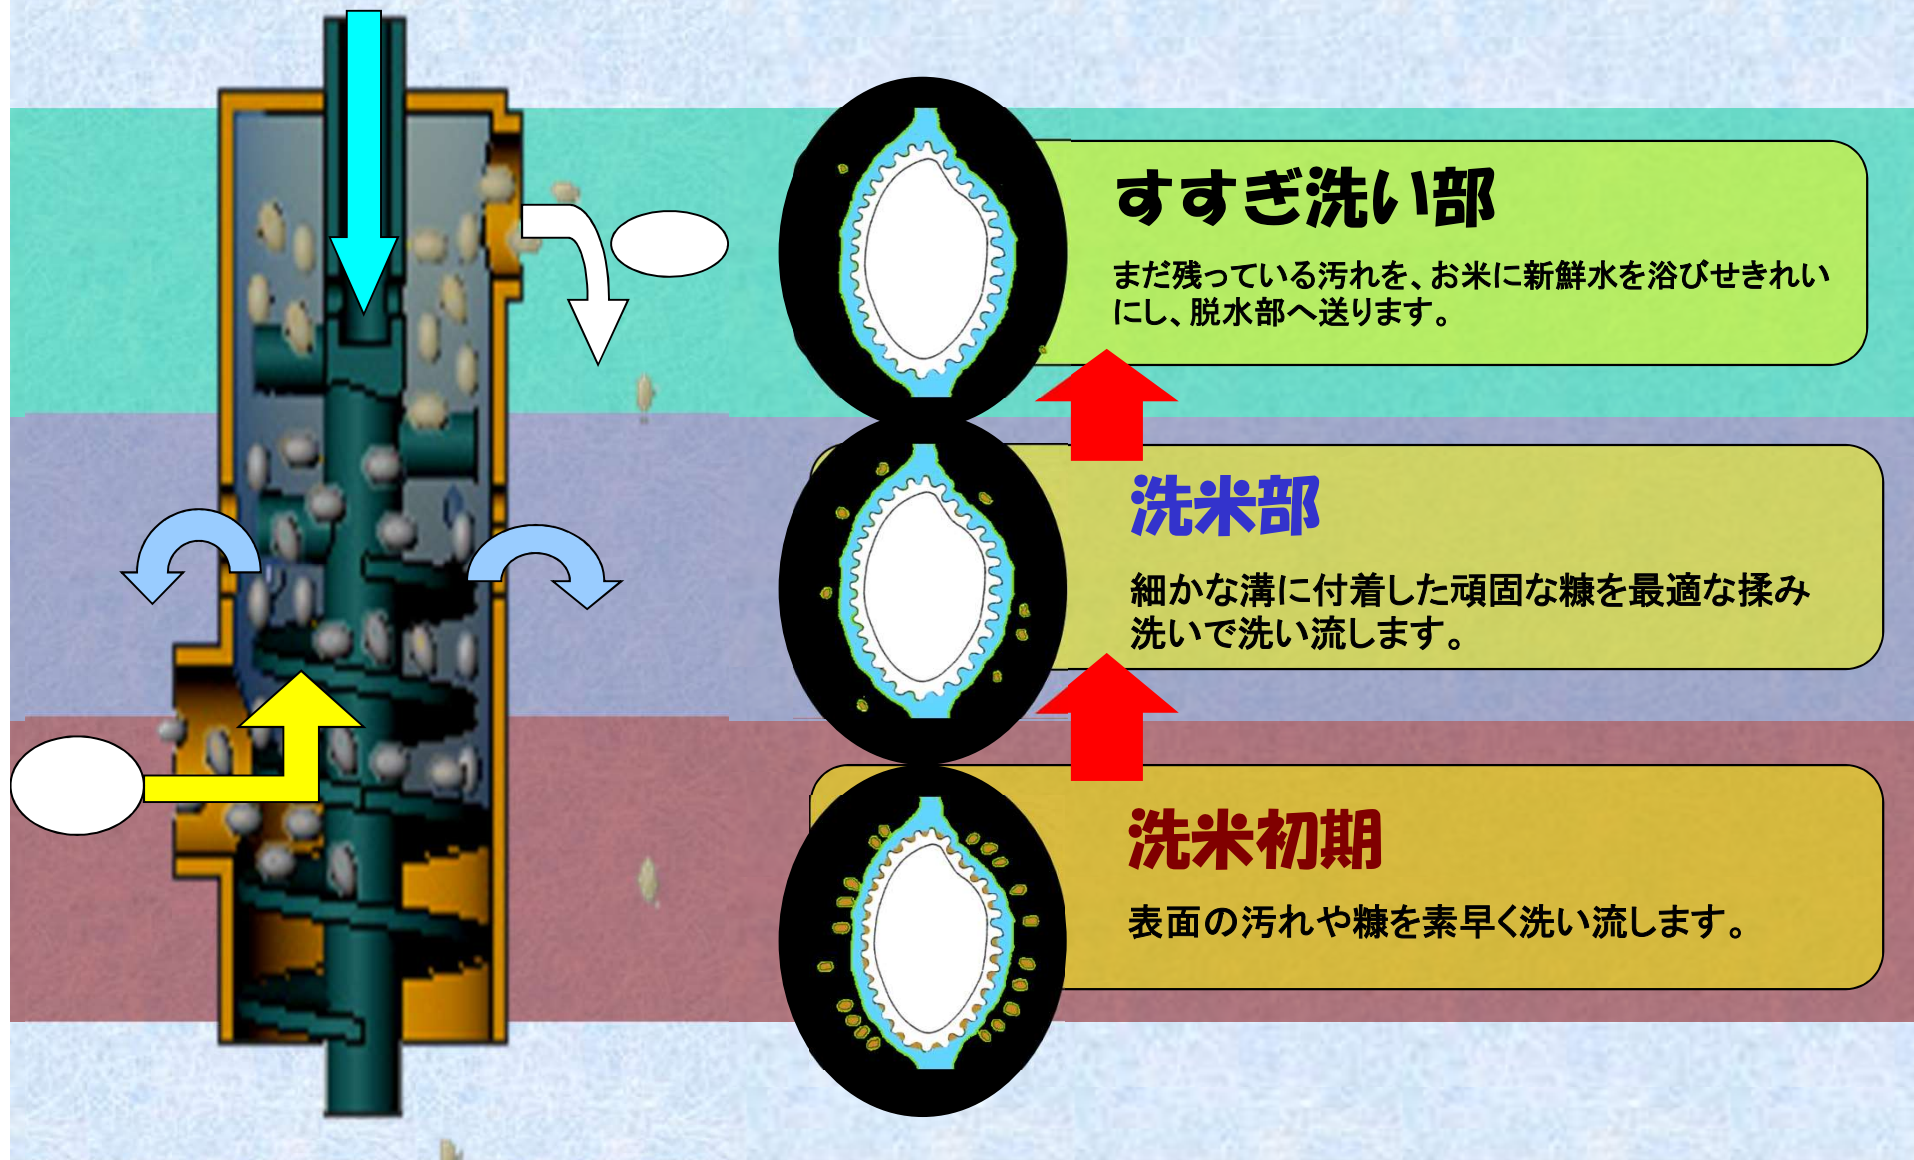 すすぎ洗い部
まだ残っている汚れを、お米に新鮮水を浴びせきれい
にし、脱水部へ送ります。
洗米部
細かな溝に付着した頑固な糠を最適な揉み
洗いで洗い流します。
洗米初期
表面の汚れや糠を素早く洗い流します。